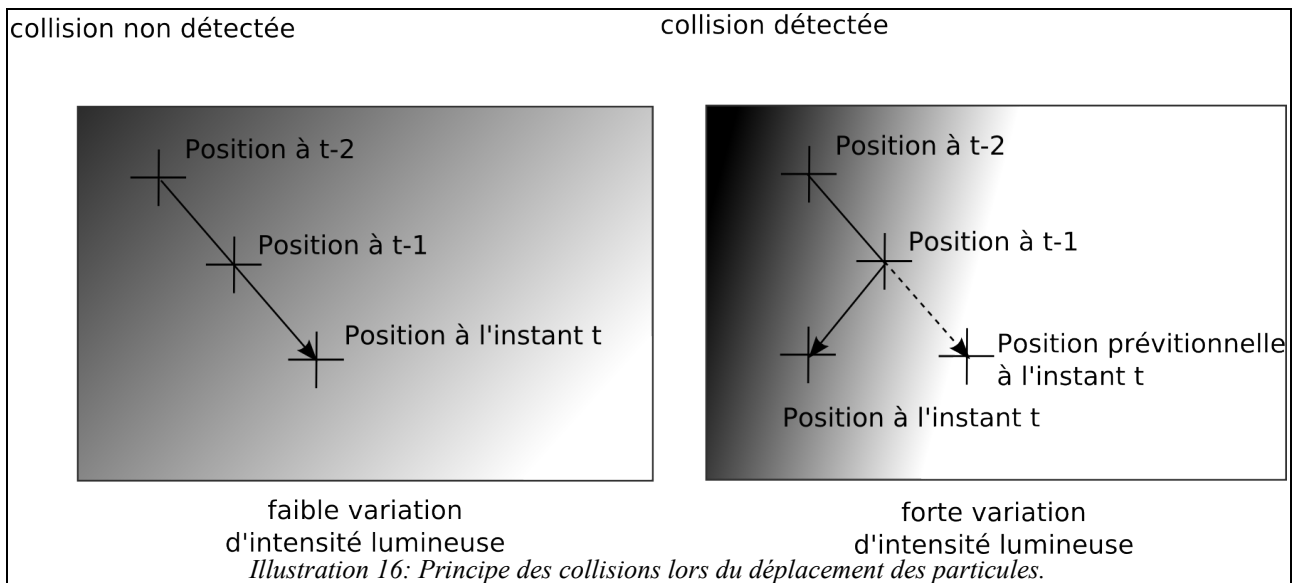 collision non détectée
collision détectée
Position à t-2
Position à t-1
Position à l'instant t
faible variation
d'intensité lumineuse
Position à t-2
Position à t-1
Position prévitionnelle
à l'instant t
Position à l'instant t
forte variation
d'intensité lumineuse
Illustration 16: Principe des collisions lors du déplacement des particules.